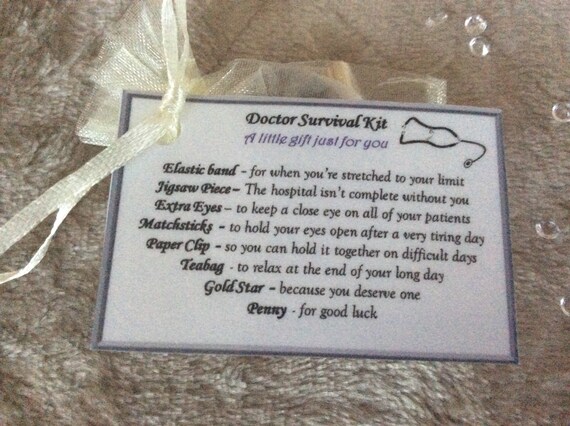 Doctor Survival Kit
A little gift just for you
Elastic band - for when you're stretched to your limit
Jigsaw Piece – The hospital isn't complete without you
Extra Eyes – to keep a close eye on all of your patients
Matchsticks - to hold your eyes open after a very tiring day
Paper Clip - so you can hold it together on difficult days
Teabag - to relax at the end of your long day
Gold Star – because you deserve one
Penny - for good luck